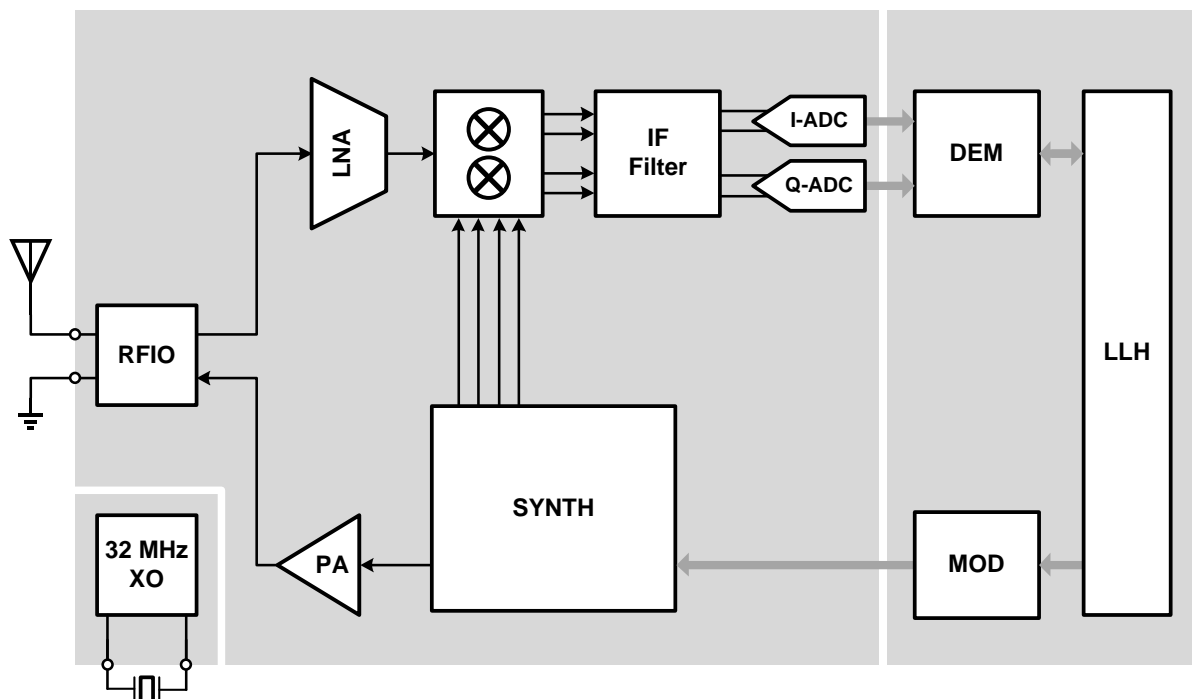 LNA
IF
Filter
I-ADC
Q-ADC
DEM
LLH
RFIO
SYNTH
PA
MOD
32 MHz
XO